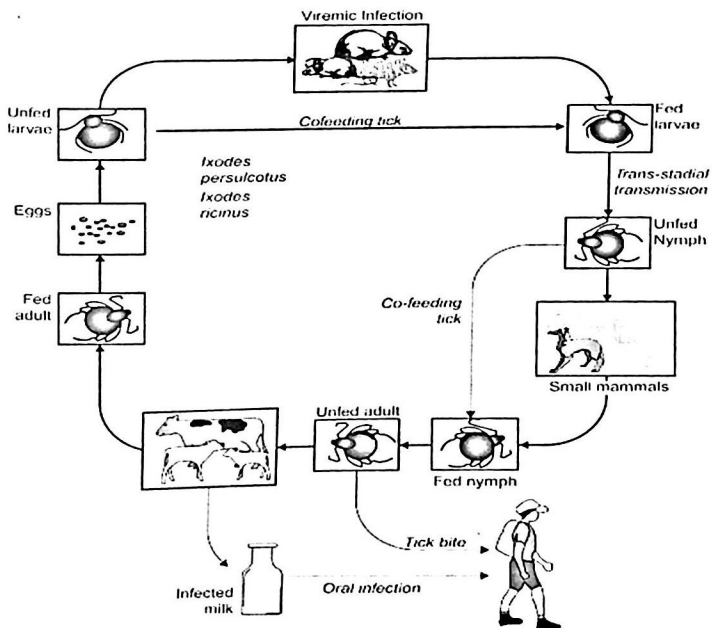 Viremic Infection
Unfed
larvae
Fed
larvae
Cofeeding tick
Ixodes
persulcotus
Ixodes
ricinus
Trans-stadial
transmission
Eggs
Unfed
Nymph
Fed
adult
Co-feeding
tick
Small mammals
Unfed adult
Fed nymph
Tick bite
Infected
milk
Oral infection